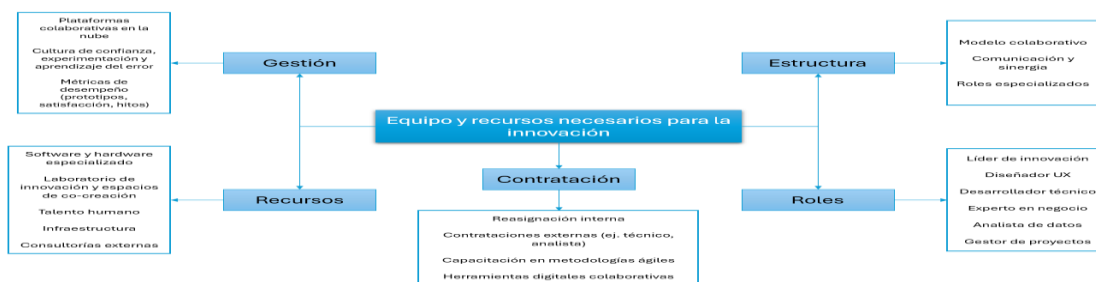 Plataformas
colaborativas en la
nube
Cultura de confianza,
experimentación y
aprendizaje del error
Métricas de
desempeño
(prototipos,
satisfacción, hitos)
Gestión
Estructura
Modelo colaborativo
Comunicación y
sinergia
Roles especializados
Equipo y recursos necesarios para la
innovación
Software y hardware
especializado
Laboratorio de
innovación y espacios
de co-creación
Talento humano
Infraestructura
Consultorías externas
Recursos
Contratación
Reasignación interna
Contrataciones externas (ej. técnico,
analista)
Capacitación en metodologías ágiles
Herramientas digitales colaborativas
Roles
Líder de innovación
Diseñador UX
Desarrollador técnico
Experto en negocio
Analista de datos
Gestor de proyectos